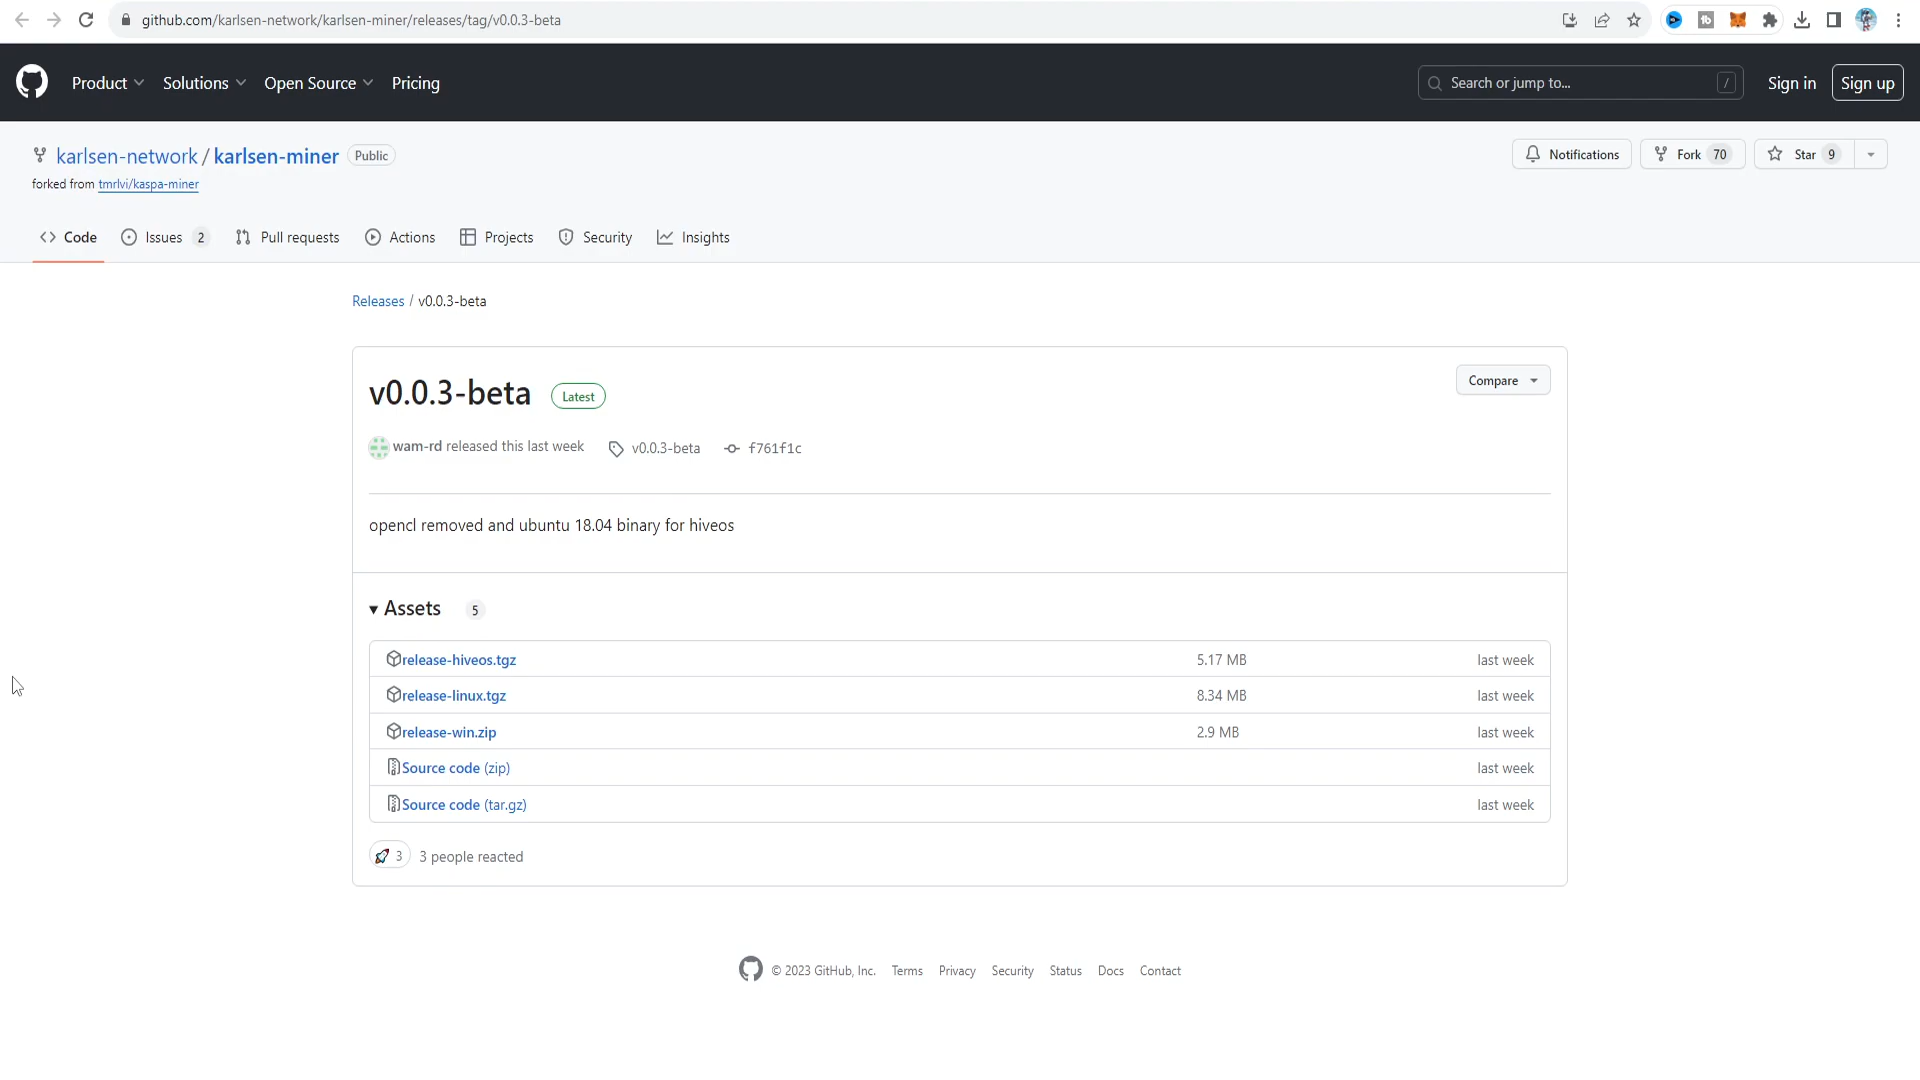 github.com/karlsen-network/karlsen-miner/releases/tag/v0.0.3-beta
Product Solutions Open Source Pricing Search or jump to... / Sign in Sign up
karlsen-network / karlsen-miner Public Notifications Fork 70 Star 9
forked from tmrlvi/kaspa-miner
Code Issues 2 Pull requests Actions Projects Security Insights
Releases / v0.0.3-beta
v0.0.3-beta Latest Compare
wam-rd released this last week v0.0.3-beta f761f1c
opencl removed and ubuntu 18.04 binary for hiveos
Assets 5
release-hiveos.tgz 5.17 MB last week
release-linux.tgz 8.34 MB last week
release-win.zip 2.9 MB last week
Source code (zip) last week
Source code (tar.gz) last week
3 3 people reacted
© 2023 GitHub, Inc. Terms Privacy Security Status Docs Contact